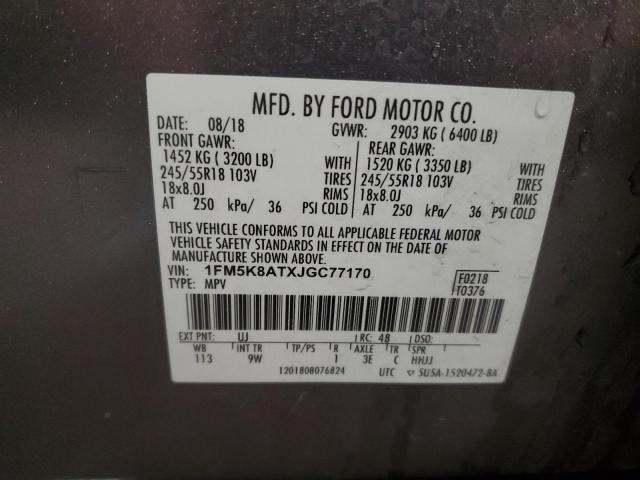 MFD. BY FORD MOTOR CO.
DATE: 08/18 GVWR: 2903 KG ( 6400 LB)
FRONT GAWR: REAR GAWR:
1452 KG ( 3200 LB) WITH 1520 KG ( 3350 LB) WITH
245/55R18 103V TIRES 245/55R18 103V TIRES
18x8.0J RIMS 18x8.0J RIMS
AT 250 kPa/ 36 PSI COLD AT 250 kPa/ 36 PSI COLD
THIS VEHICLE CONFORMS TO ALL APPLICABLE FEDERAL MOTOR
VEHICLE SAFETY STANDARDS IN EFFECT ON THE DATE OF
MANUFACTURE SHOWN ABOVE.
VIN: 1FM5K8ATXJGC77170 F0218
TYPE: MPV T0376
EXT PNT: UJ RC: 48 DSO:
WB INT TR TP/PS R AXLE TR SPR
113 9W 1 3E C HHJJ
1201808076824 UTC ▽ 5U5A-1520472-BA